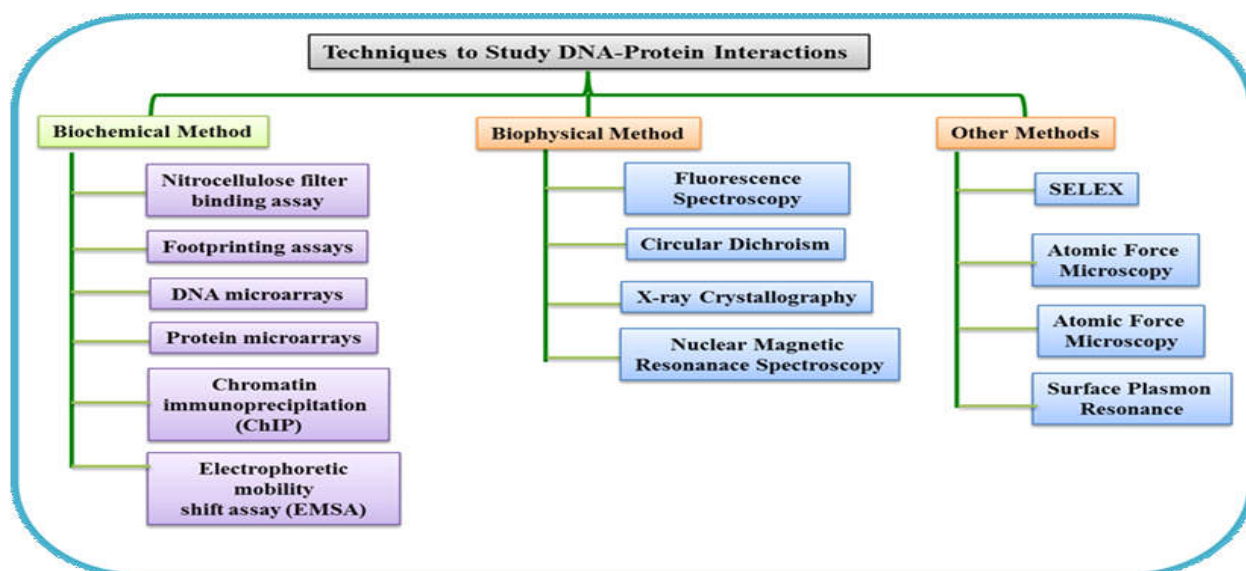 Techniques to Study DNA-Protein Interactions
Biochemical Method
Nitrocellulose filter
binding assay
Footprinting assays
DNA microarrays
Protein microarrays
Chromatin
immunoprecipitation
(ChIP)
Electrophoretic
mobility
shift assay (EMSA)
Biophysical Method
Fluorescence
Spectroscopy
Circular Dichroism
X-ray Crystallography
Nuclear Magnetic
Resonanace Spectroscopy
Other Methods
SELEX
Atomic Force
Microscopy
Atomic Force
Microscopy
Surface Plasmon
Resonance